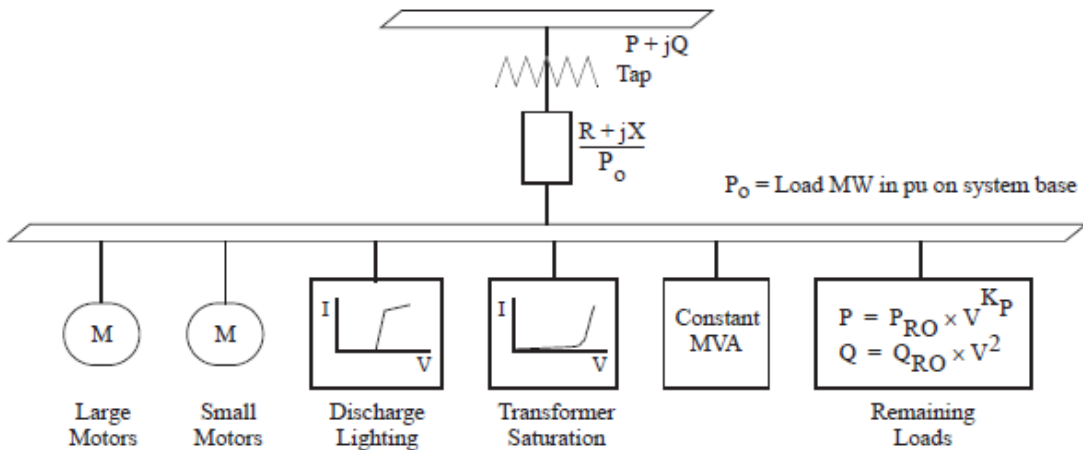 P + jQ
Tap
R + jX
P_o
P_o = Load MW in pu on system base
M
M
I
V
I
V
Constant
MVA
P = P_RO × V^K_P
Q = Q_RO × V^2
Large
Motors
Small
Motors
Discharge
Lighting
Transformer
Saturation
Remaining
Loads